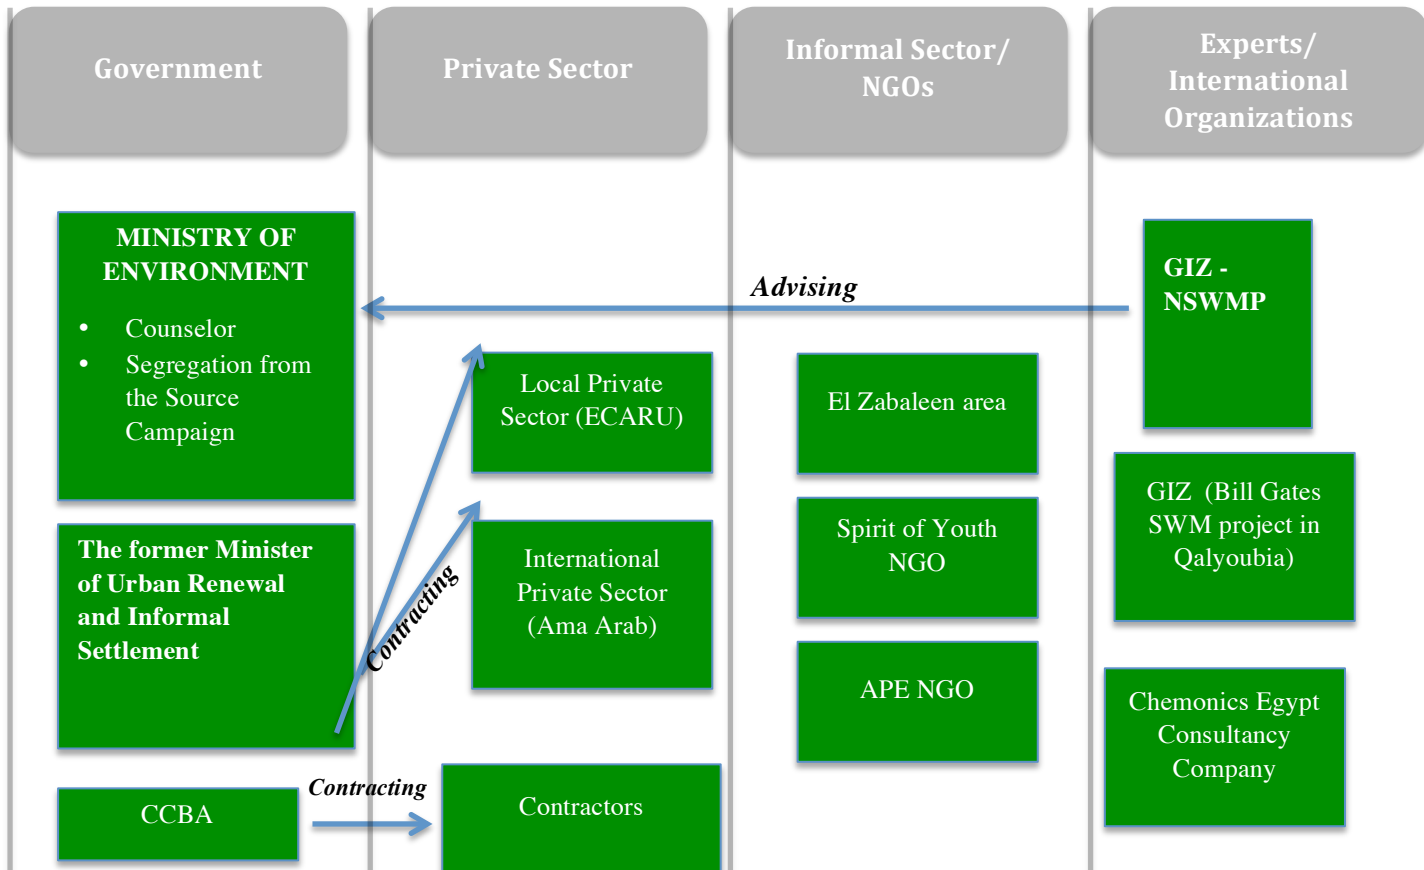 Government
Private Sector
Informal Sector/
NGOs
Experts/
International
Organizations
MINISTRY OF
ENVIRONMENT
• Counselor
• Segregation from
the Source
Campaign
The former Minister
of Urban Renewal
and Informal
Settlement
CCBA
Advising
Contracting
Contracting
Local Private
Sector (ECARU)
International
Private Sector
(Ama Arab)
Contractors
El Zabaleen area
Spirit of Youth
NGO
APE NGO
GIZ -
NSWMP
GIZ (Bill Gates
SWM project in
Qalyoubia)
Chemonics Egypt
Consultancy
Company